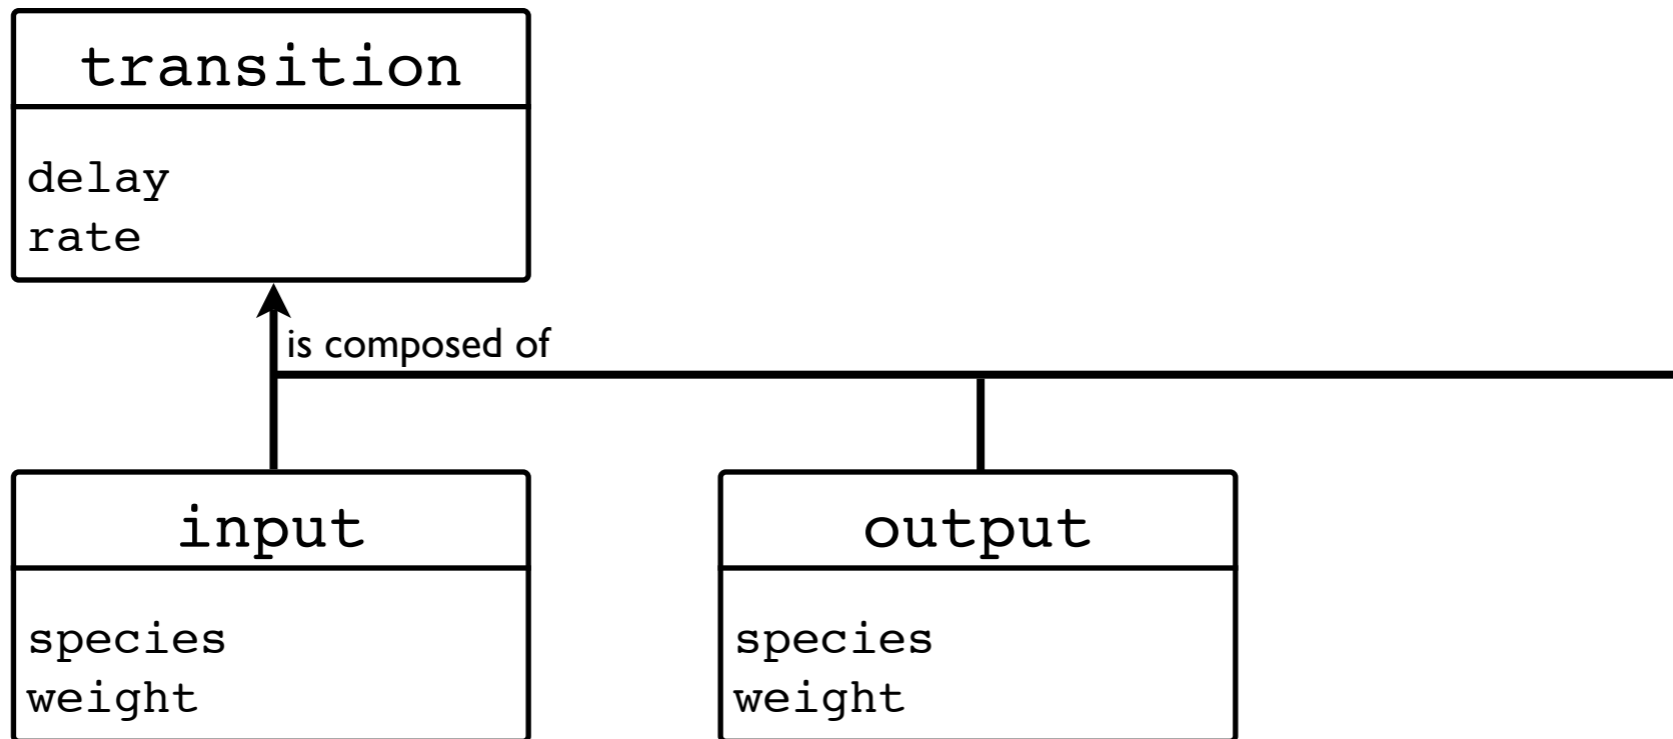 transition
delay
rate
is composed of
input
species
weight
output
species
weight